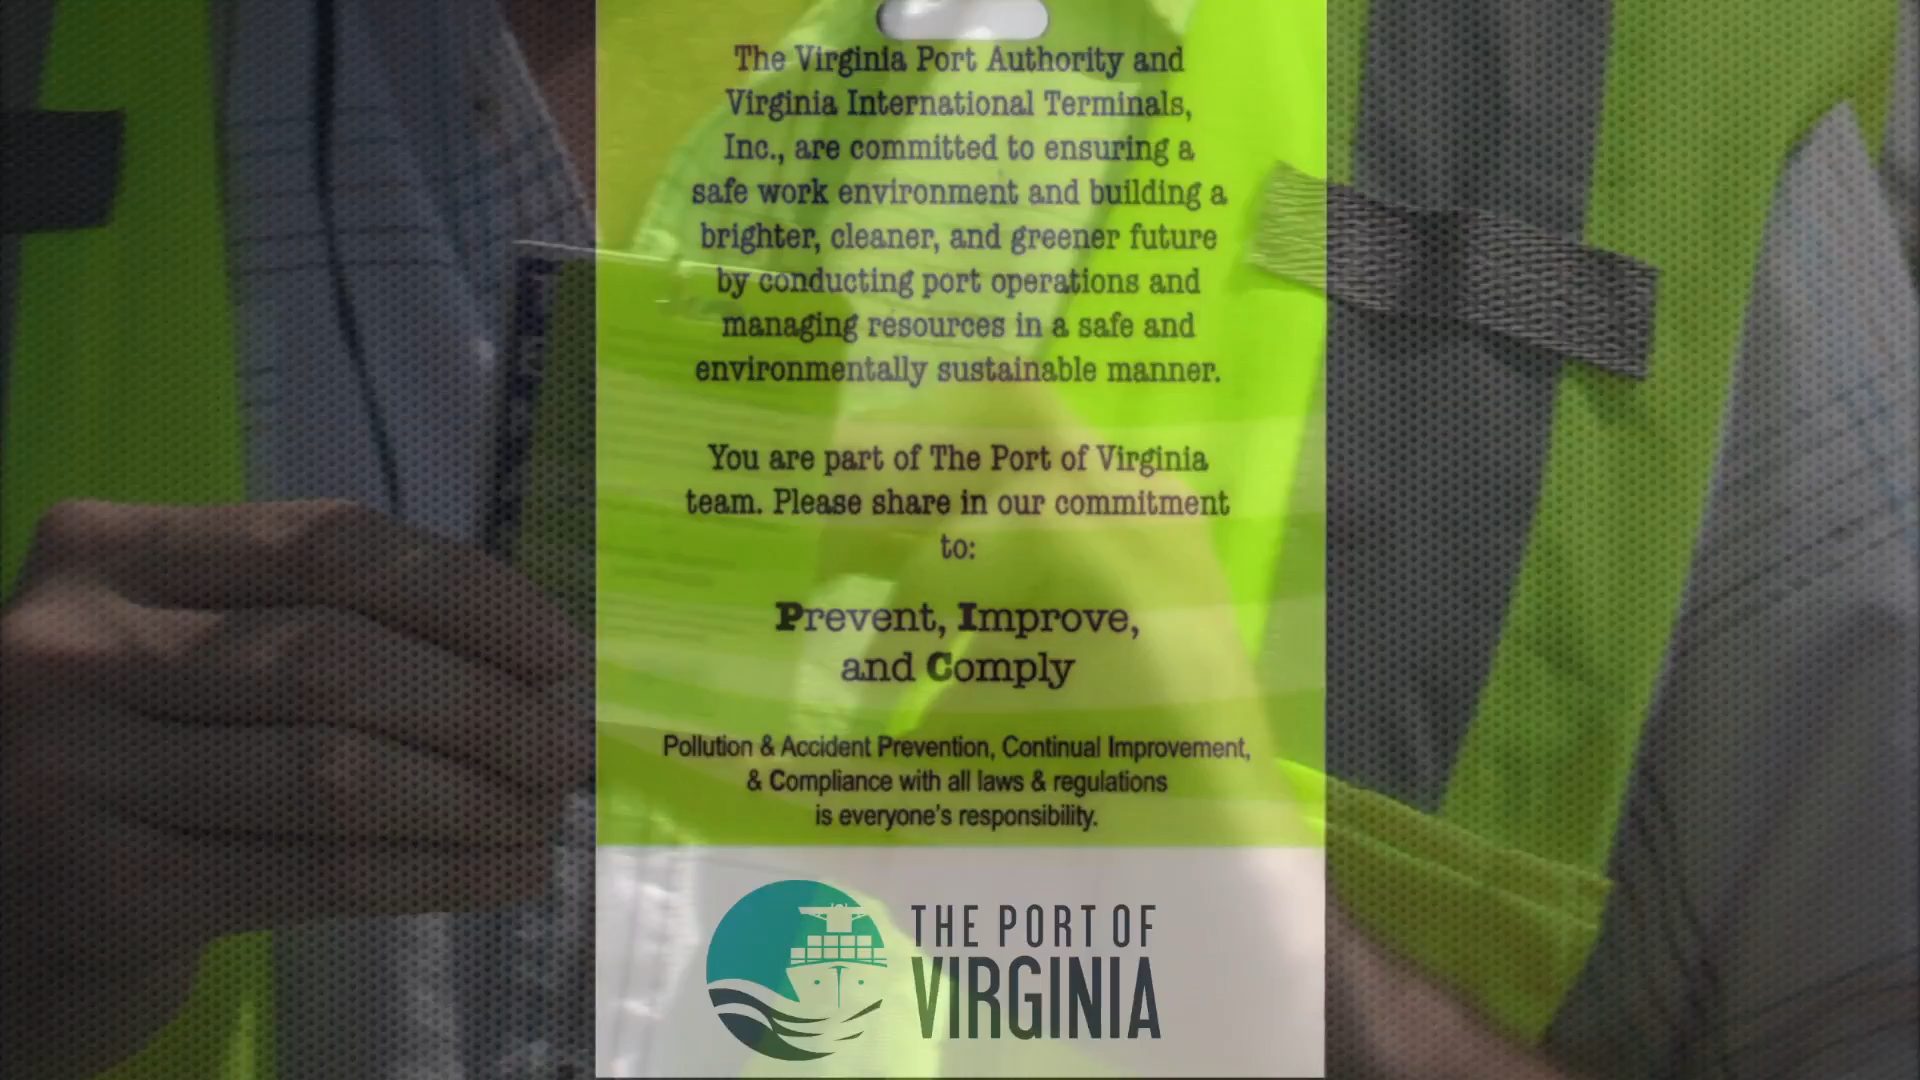 The Virginia Port Authority and
Virginia International Terminals,
Inc., are committed to ensuring a
safe work environment and building a
brighter, cleaner, and greener future
by conducting port operations and
managing resources in a safe and
environmentally sustainable manner.
You are part of The Port of Virginia
team. Please share in our commitment
to:
Prevent, Improve,
and Comply
Pollution & Accident Prevention, Continual Improvement,
& Compliance with all laws & regulations
is everyone's responsibility.
THE PORT OF
VIRGINIA